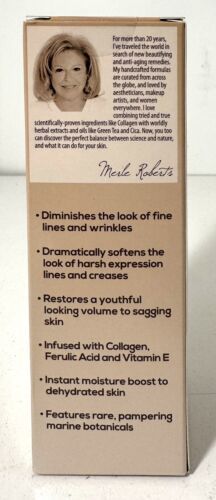 For more than 20 years,
I've traveled the world in
search of new beautifying
and anti-aging remedies.
My handcrafted formulas
are curated from across
the globe, and loved by
aestheticians, makeup
artists, and women
everywhere. I love
combining tried and true
scientifically-proven ingredients like Collagen with worldly
herbal extracts and oils like Green Tea and Cica. Now, you too
can discover the perfect balance between science and nature,
and what it can do for your skin.
Merle Roberts
• Diminishes the look of fine
lines and wrinkles
• Dramatically softens the
look of harsh expression
lines and creases
• Restores a youthful
looking volume to sagging
skin
• Infused with Collagen,
Ferulic Acid and Vitamin E
• Instant moisture boost to
dehydrated skin
• Features rare, pampering
marine botanicals